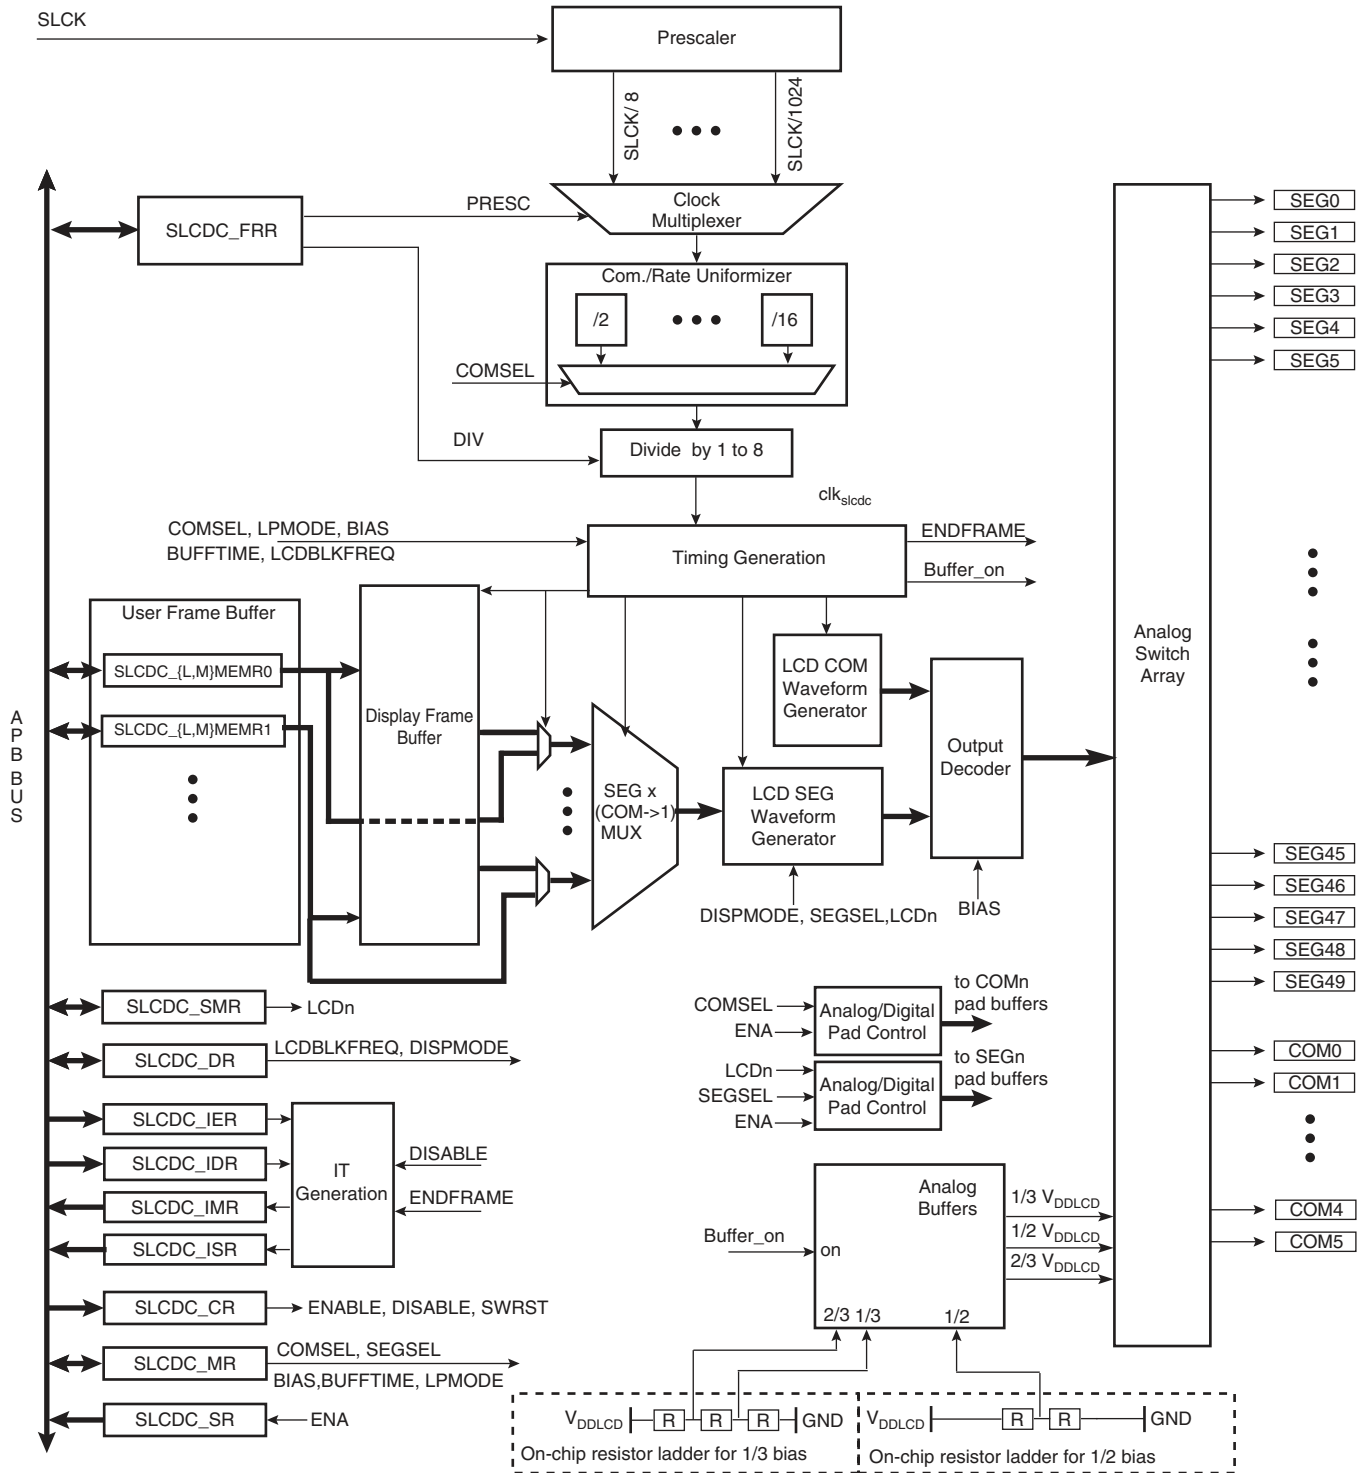 SLCK
Prescaler
SLCK/ 8
SLCK/1024
PRESC
Clock
Multiplexer
SLCDC_FRR
Com./Rate Uniformizer
/2
/16
COMSEL
DIV
Divide by 1 to 8
clkslcdc
COMSEL, LPMODE, BIAS
BUFFTIME, LCDBLKFREQ
Timing Generation
ENDFRAME
Buffer_on
User Frame Buffer
SLCDC_{L,M}MEMR0
SLCDC_{L,M}MEMR1
Display Frame
Buffer
APB BUS
SEG x
(COM->1)
MUX
LCD COM
Waveform
Generator
LCD SEG
Waveform
Generator
Output
Decoder
DISPMODE, SEGSEL,LCDn
BIAS
Analog
Switch
Array
SEG0
SEG1
SEG2
SEG3
SEG4
SEG5
SEG45
SEG46
SEG47
SEG48
SEG49
COM0
COM1
COM4
COM5
SLCDC_SMR
LCDn
SLCDC_DR
LCDBLKFREQ, DISPMODE
SLCDC_IER
SLCDC_IDR
SLCDC_IMR
SLCDC_ISR
IT
Generation
DISABLE
ENDFRAME
SLCDC_CR
ENABLE, DISABLE, SWRST
SLCDC_MR
COMSEL, SEGSEL
BIAS,BUFFTIME, LPMODE
SLCDC_SR
ENA
COMSEL
ENA
Analog/Digital
Pad Control
to COMn
pad buffers
LCDn
SEGSEL
ENA
Analog/Digital
Pad Control
to SEGn
pad buffers
Buffer_on
on
Analog
Buffers
2/3 1/3
1/2
1/3 VDDLCD
1/2 VDDLCD
2/3 VDDLCD
VDDLCD
R
R
R
GND
On-chip resistor ladder for 1/3 bias
VDDLCD
R
R
GND
On-chip resistor ladder for 1/2 bias